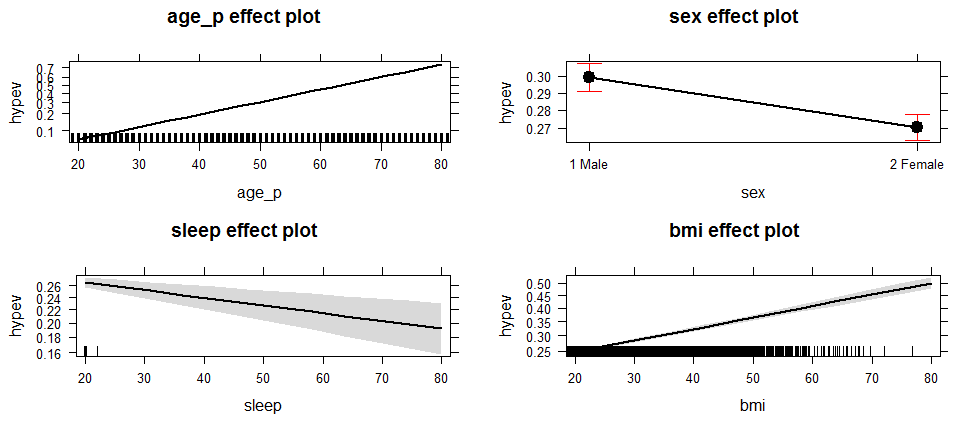 age_p effect plot
hypev
0.7
0.6
0.5
0.4
0.3
0.2
0.1
20 30 40 50 60 70 80
age_p
sex effect plot
hypev
0.30
0.29
0.28
0.27
1 Male 2 Female
sex
sleep effect plot
hypev
0.26
0.24
0.22
0.20
0.18
0.16
20 30 40 50 60 70 80
sleep
bmi effect plot
hypev
0.50
0.45
0.40
0.35
0.30
0.25
20 30 40 50 60 70 80
bmi